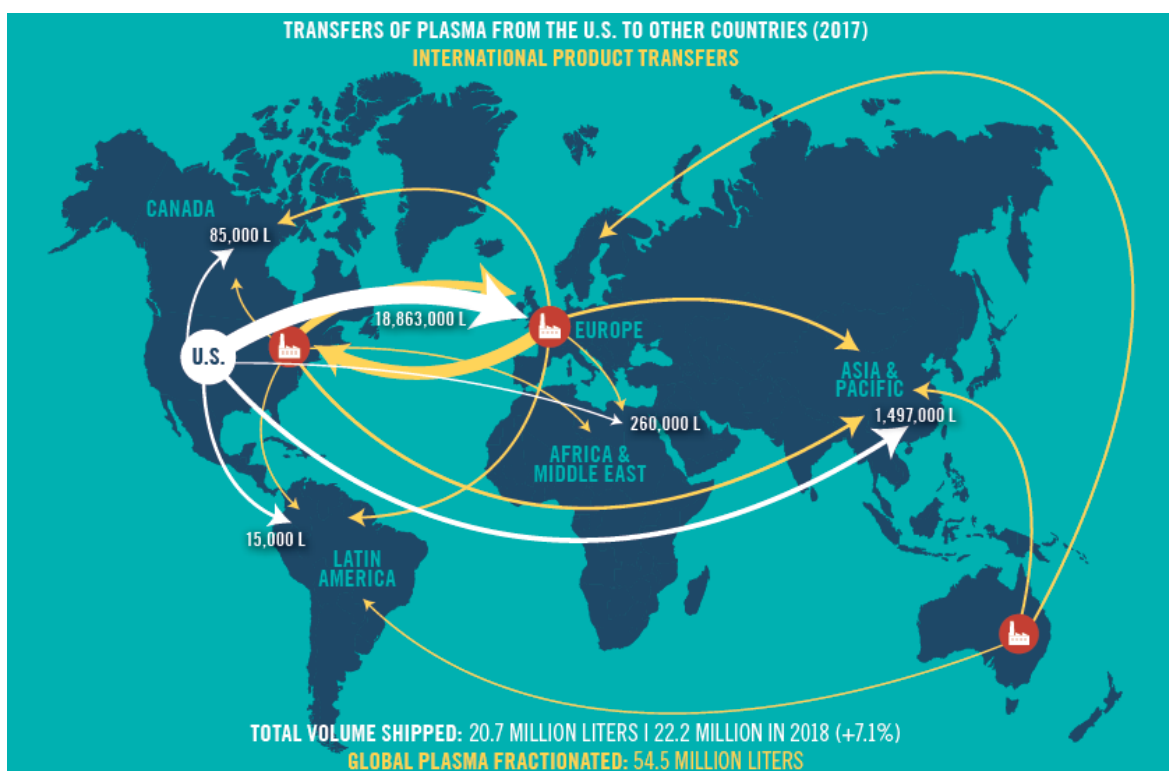 TRANSFERS OF PLASMA FROM THE U.S. TO OTHER COUNTRIES (2017)
INTERNATIONAL PRODUCT TRANSFERS
CANADA
85,000 L
18,863,000 L
EUROPE
U.S.
ASIA &
PACIFIC
1,497,000 L
260,000 L
AFRICA &
MIDDLE EAST
15,000 L
LATIN
AMERICA
TOTAL VOLUME SHIPPED: 20.7 MILLION LITERS | 22.2 MILLION IN 2018 (+7.1%)
GLOBAL PLASMA FRACTIONATED: 54.5 MILLION LITERS